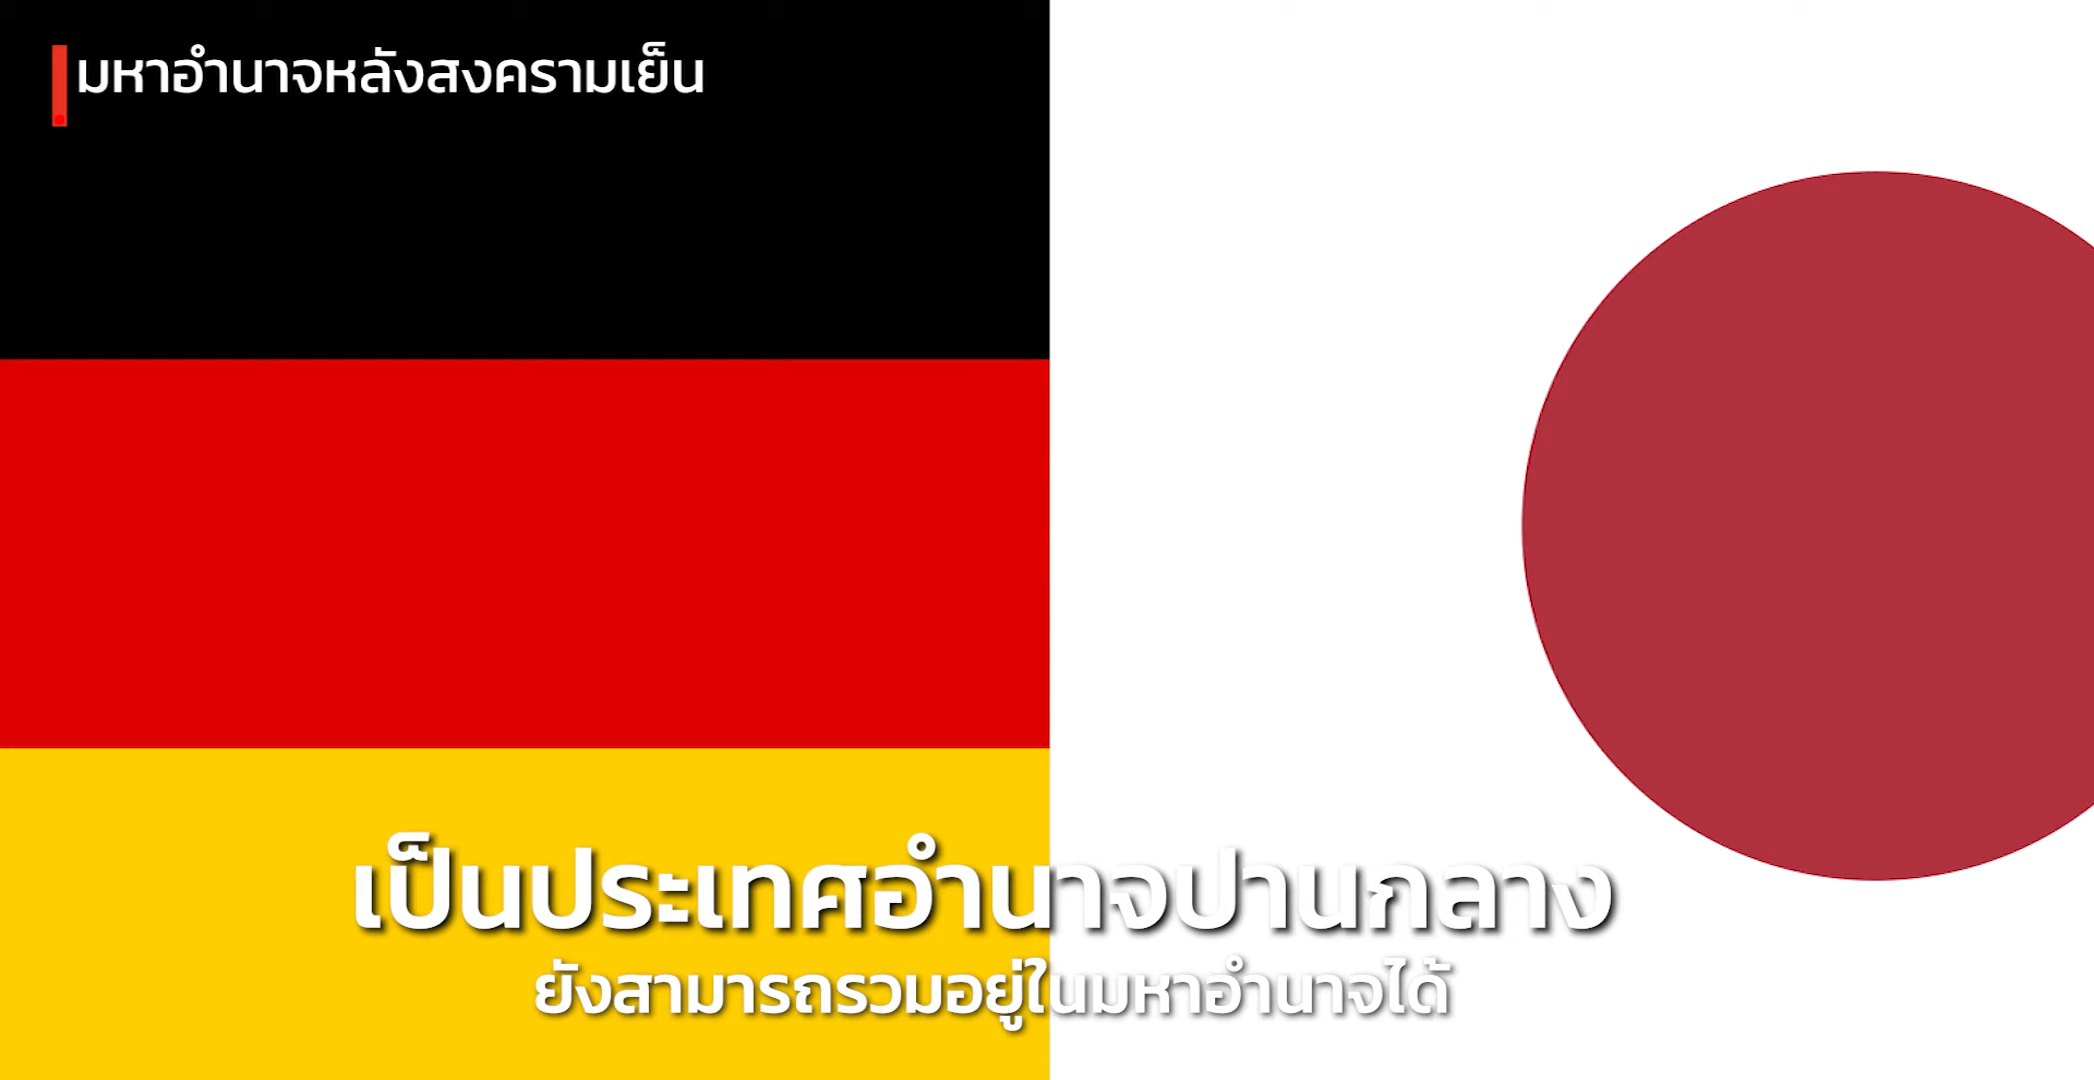 มหาอำนาจหลังสงครามเย็น
เป็นประเทศอำนาจปานกลาง
ยังสามารถรวมอยู่ในมหาอำนาจได้